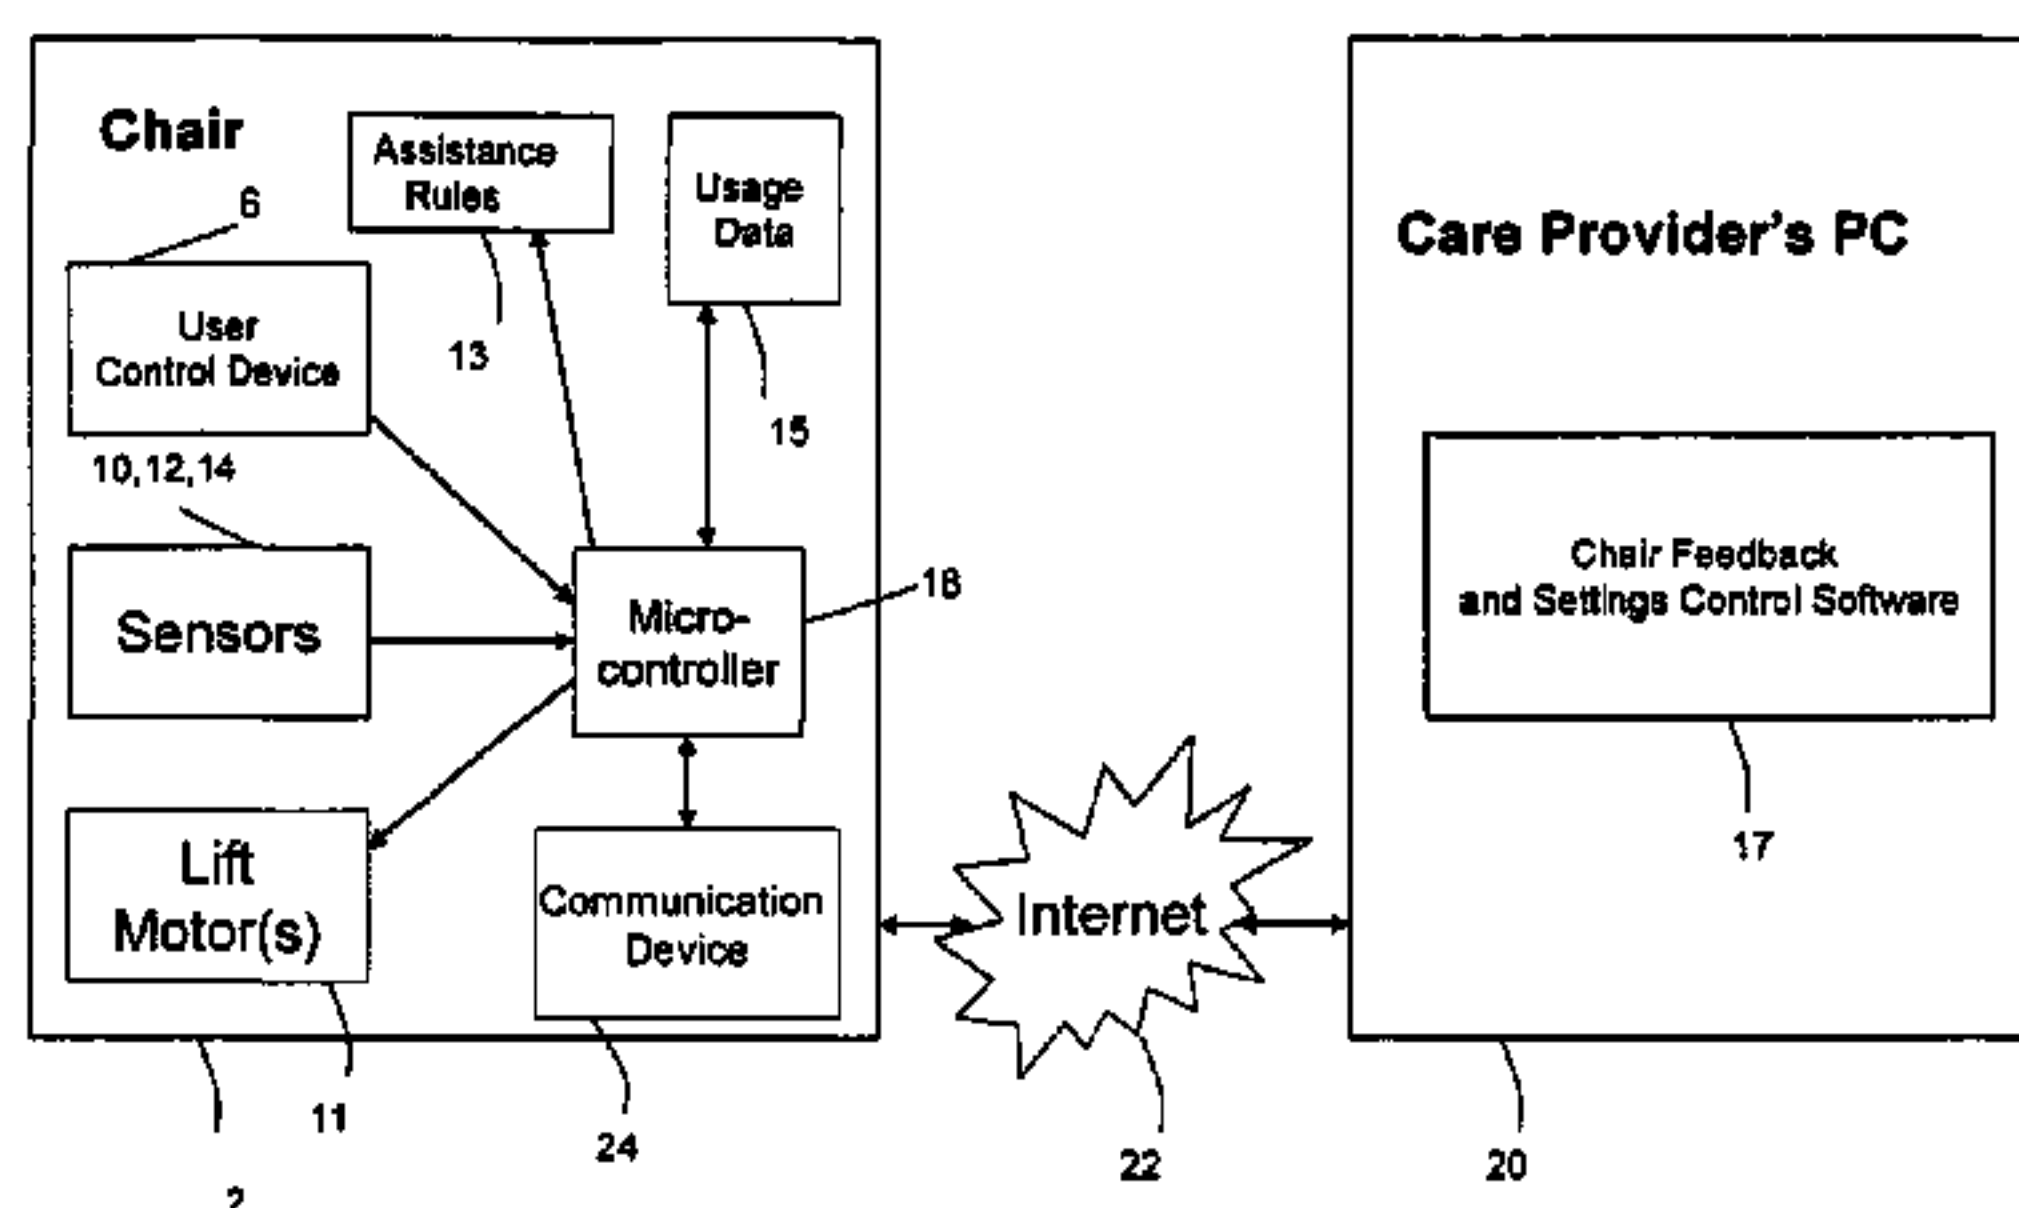 Chair
6
Assistance
Rules
Usage
Data
User
Control Device
13
15
10,12,14
Sensors
Micro-
controller
18
Lift
Motor(s)
Communication
Device
11
24
2
Internet
22
Care Provider's PC
Chair Feedback
and Settings Control Software
17
20